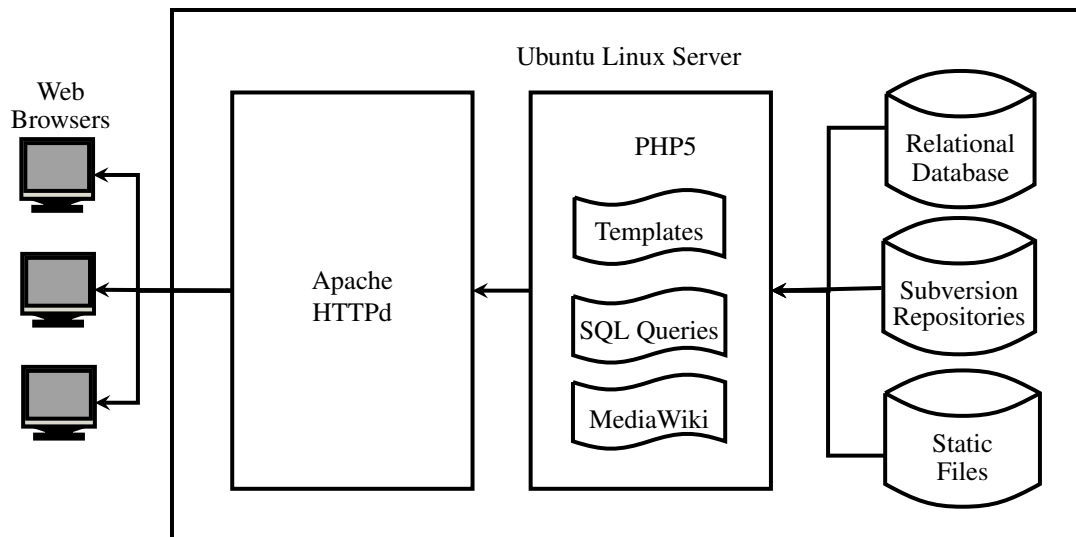 Ubuntu Linux Server
Web
Browsers
Apache
HTTPd
PHP5
Templates
SQL Queries
MediaWiki
Relational
Database
Subversion
Repositories
Static
Files